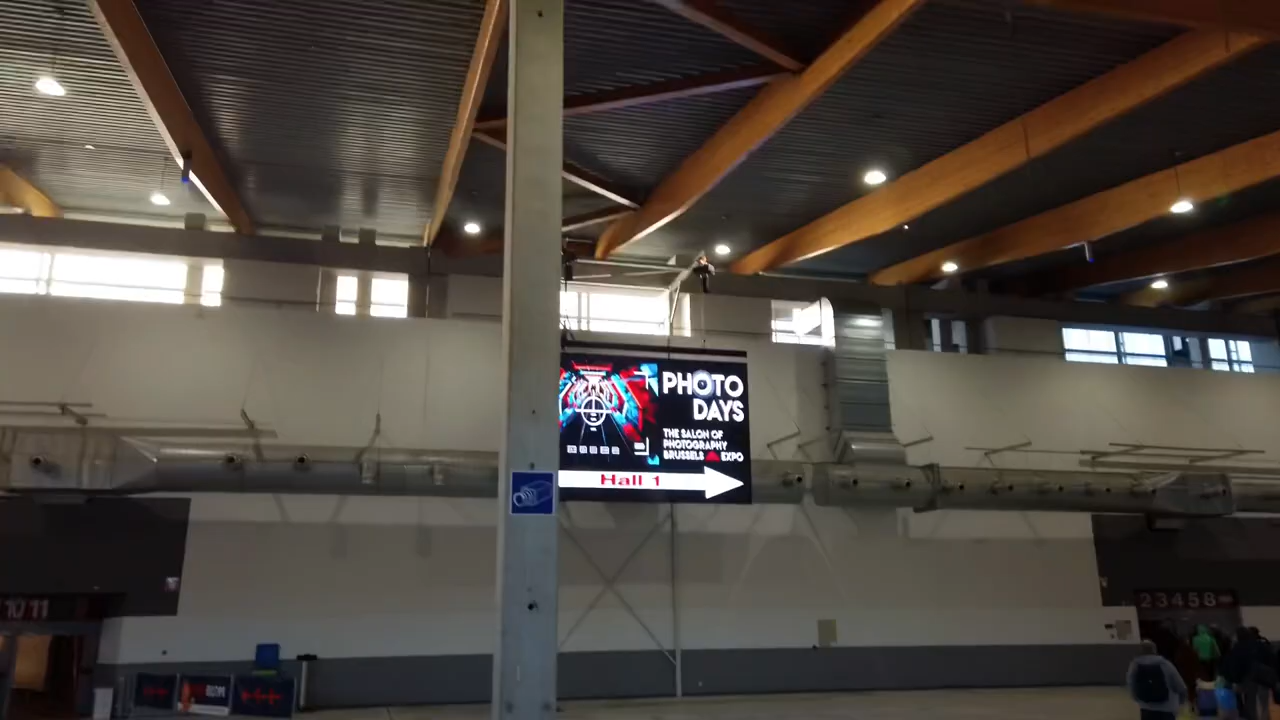 PHOTO
DAYS
THE SALON OF
PHOTOGRAPHY
BRUSSELS EXPO
Hall 1
10 11
2 3 4 5 8